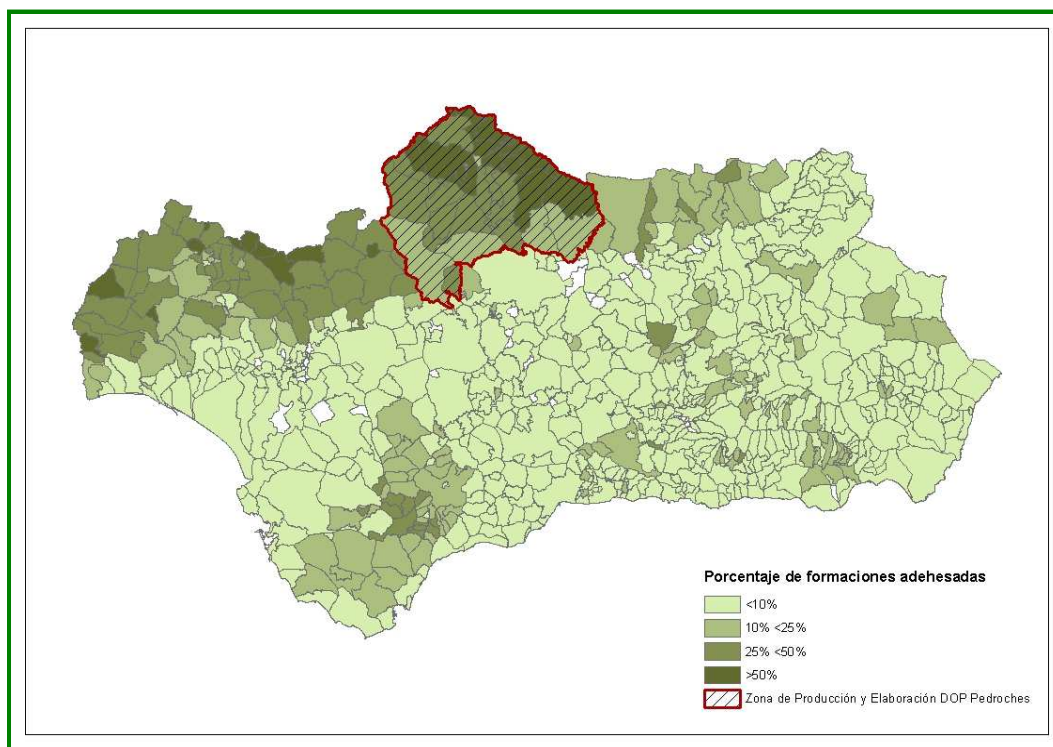 Porcentaje de formaciones adehesadas
<10%
10% <25%
25% <50%
>50%
Zona de Producción y Elaboración DOP Pedroches